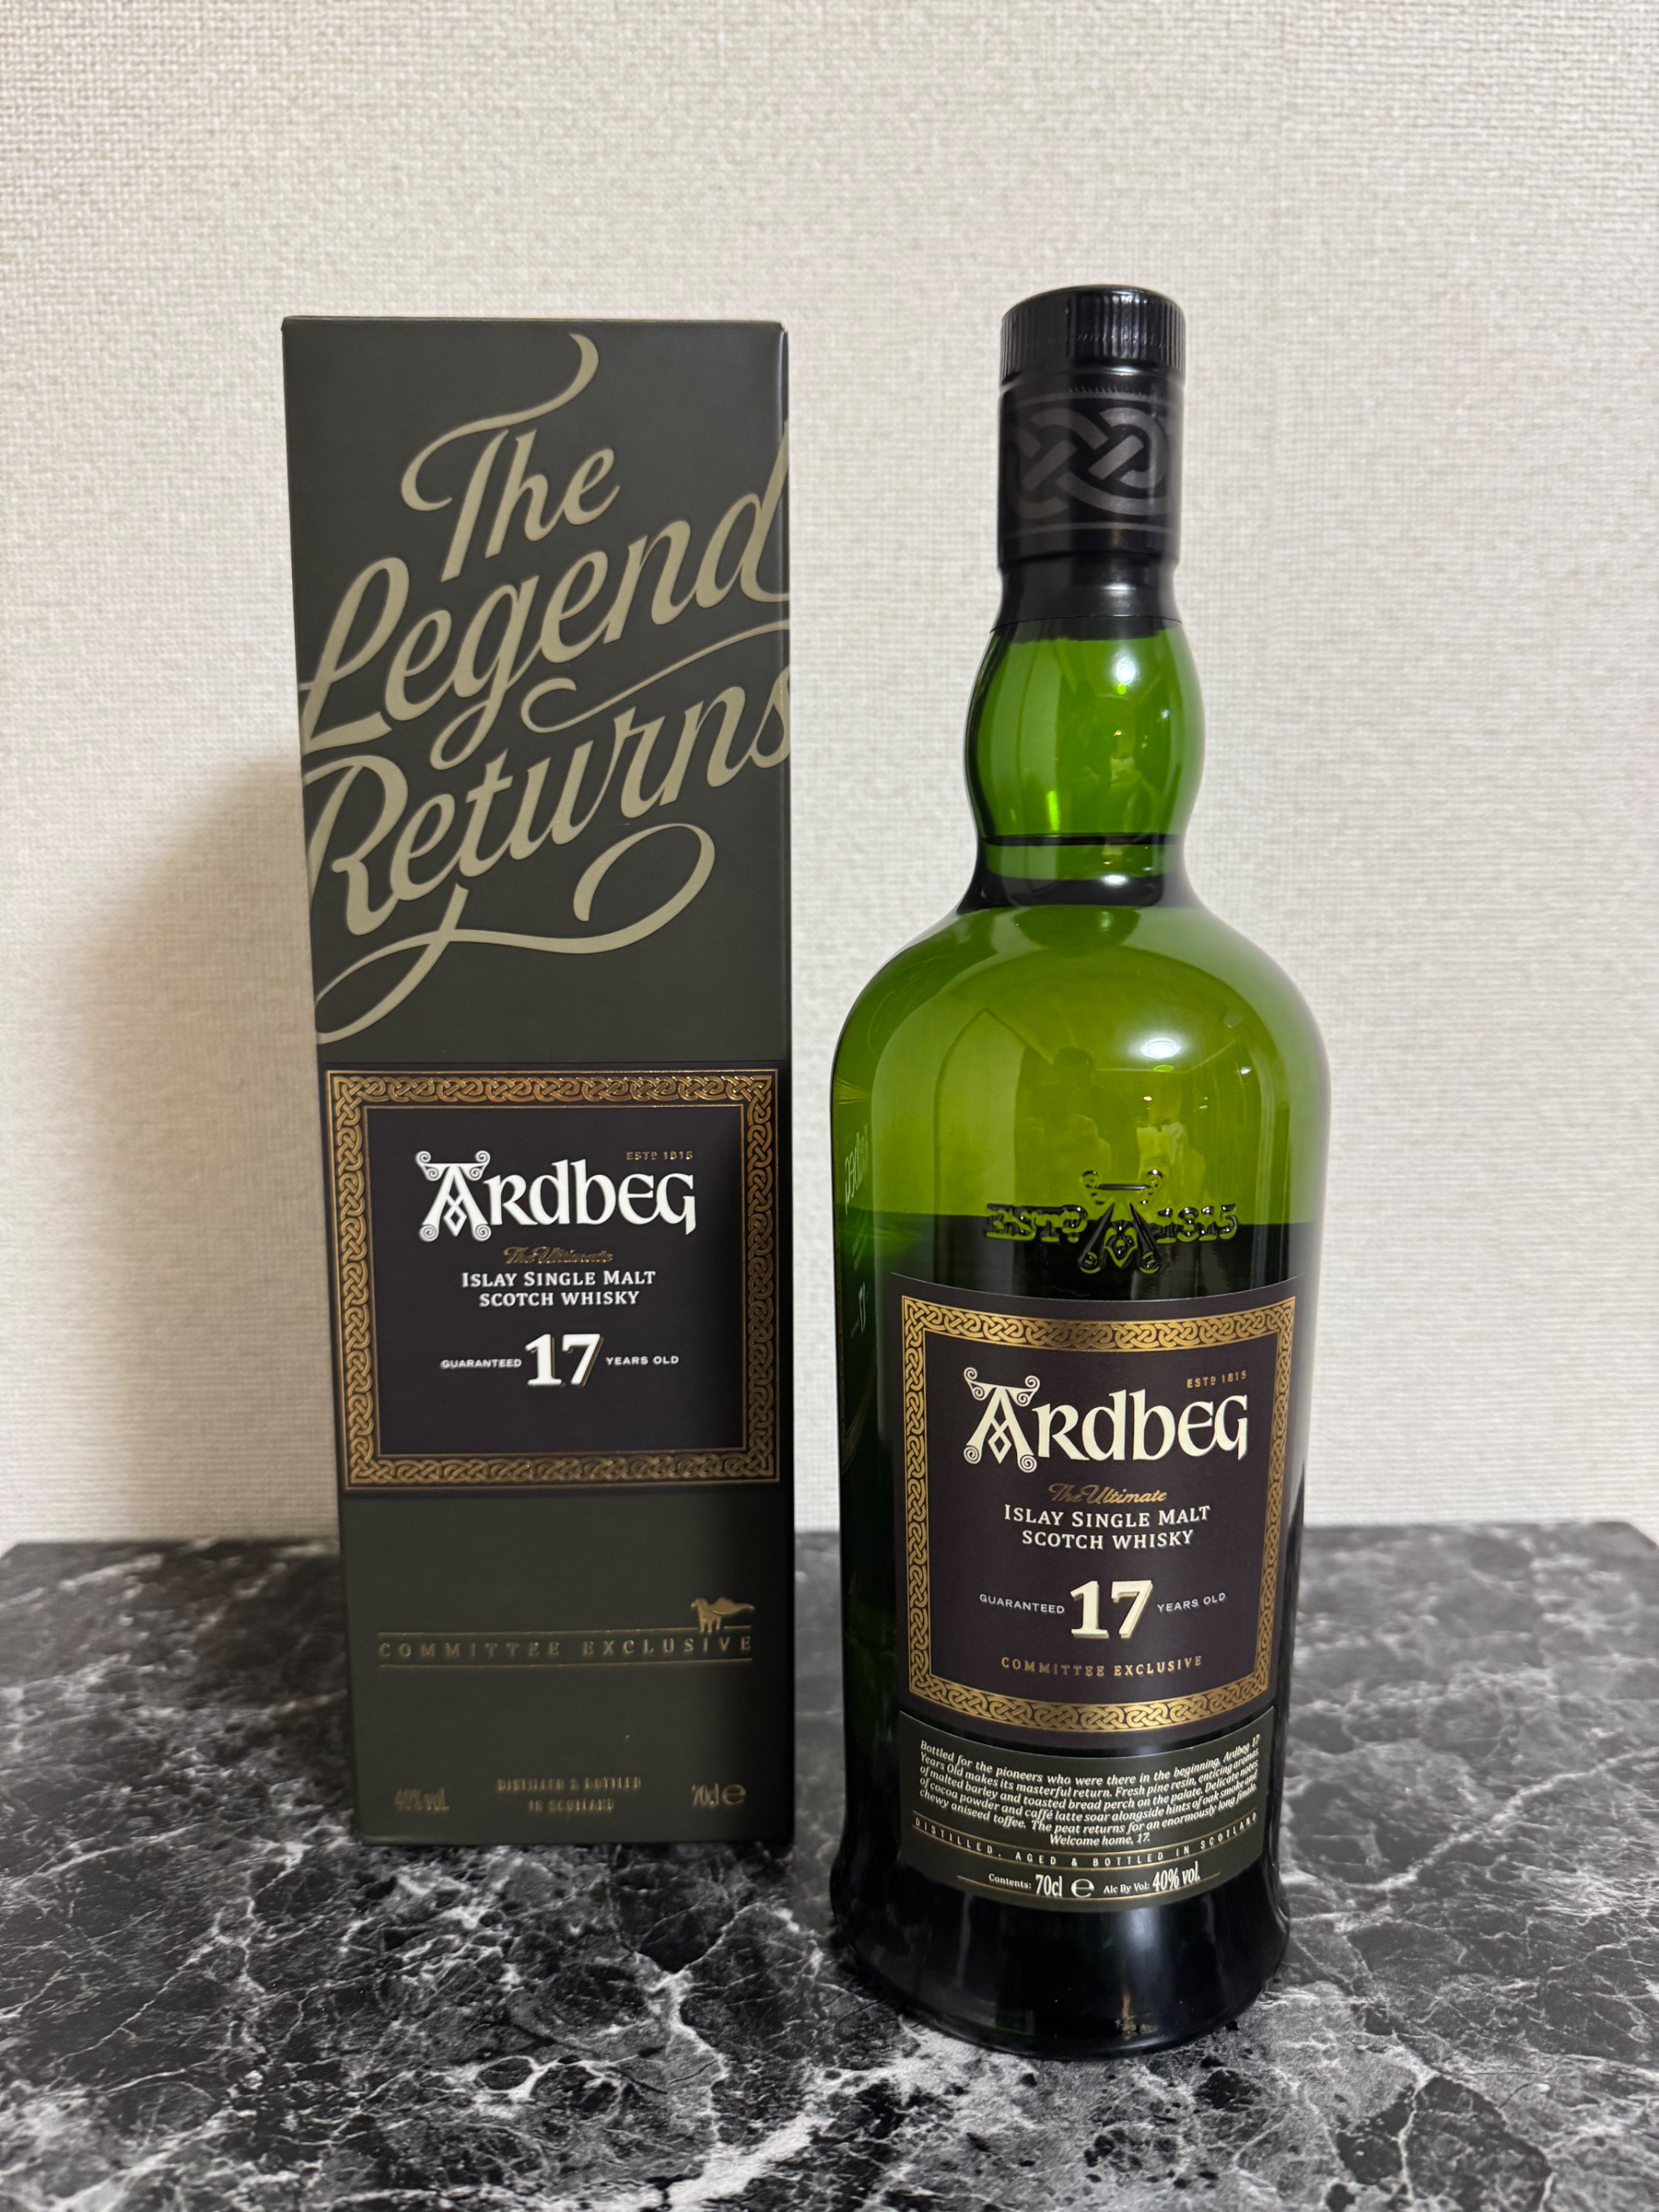 The
Legend
Returns
ESTD 1815
ARDBEG
The Ultimate
ISLAY SINGLE MALT
SCOTCH WHISKY
GUARANTEED 17 YEARS OLD
COMMITTEE EXCLUSIVE
40% vol.
DISTILLED & BOTTLED
IN SCOTLAND
70cl e
ESTD 1815
ESTD 1815
ARDBEG
The Ultimate
ISLAY SINGLE MALT
SCOTCH WHISKY
GUARANTEED 17 YEARS OLD
COMMITTEE EXCLUSIVE
Bottled for the pioneers who were there in the beginning, Ardbeg 17
Years Old makes its masterful return. Fresh pine resin, enticing aromas
of malted barley and toasted bread perch on the palate. Delicate notes
of cocoa powder and caffé latte soar alongside hints of oak smoke and
chewy aniseed toffee. The peat returns for an enormously long finale.
Welcome home, 17.
DISTILLED, AGED & BOTTLED IN SCOTLAND
Contents: 70cl e Alc By Vol: 40% vol.